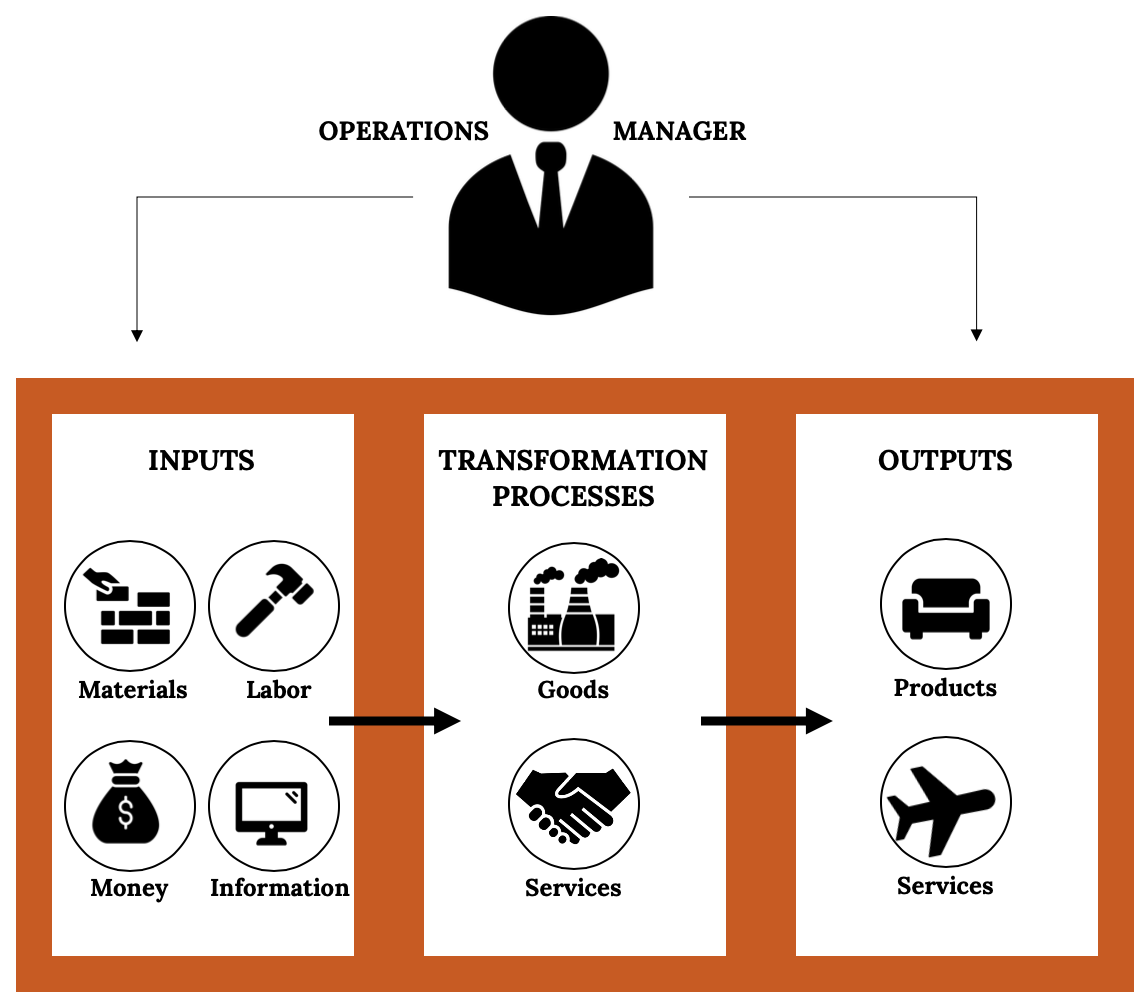 OPERATIONS MANAGER
INPUTS
Materials
Labor
Money
Information
TRANSFORMATION
PROCESSES
Goods
Services
OUTPUTS
Products
Services
$